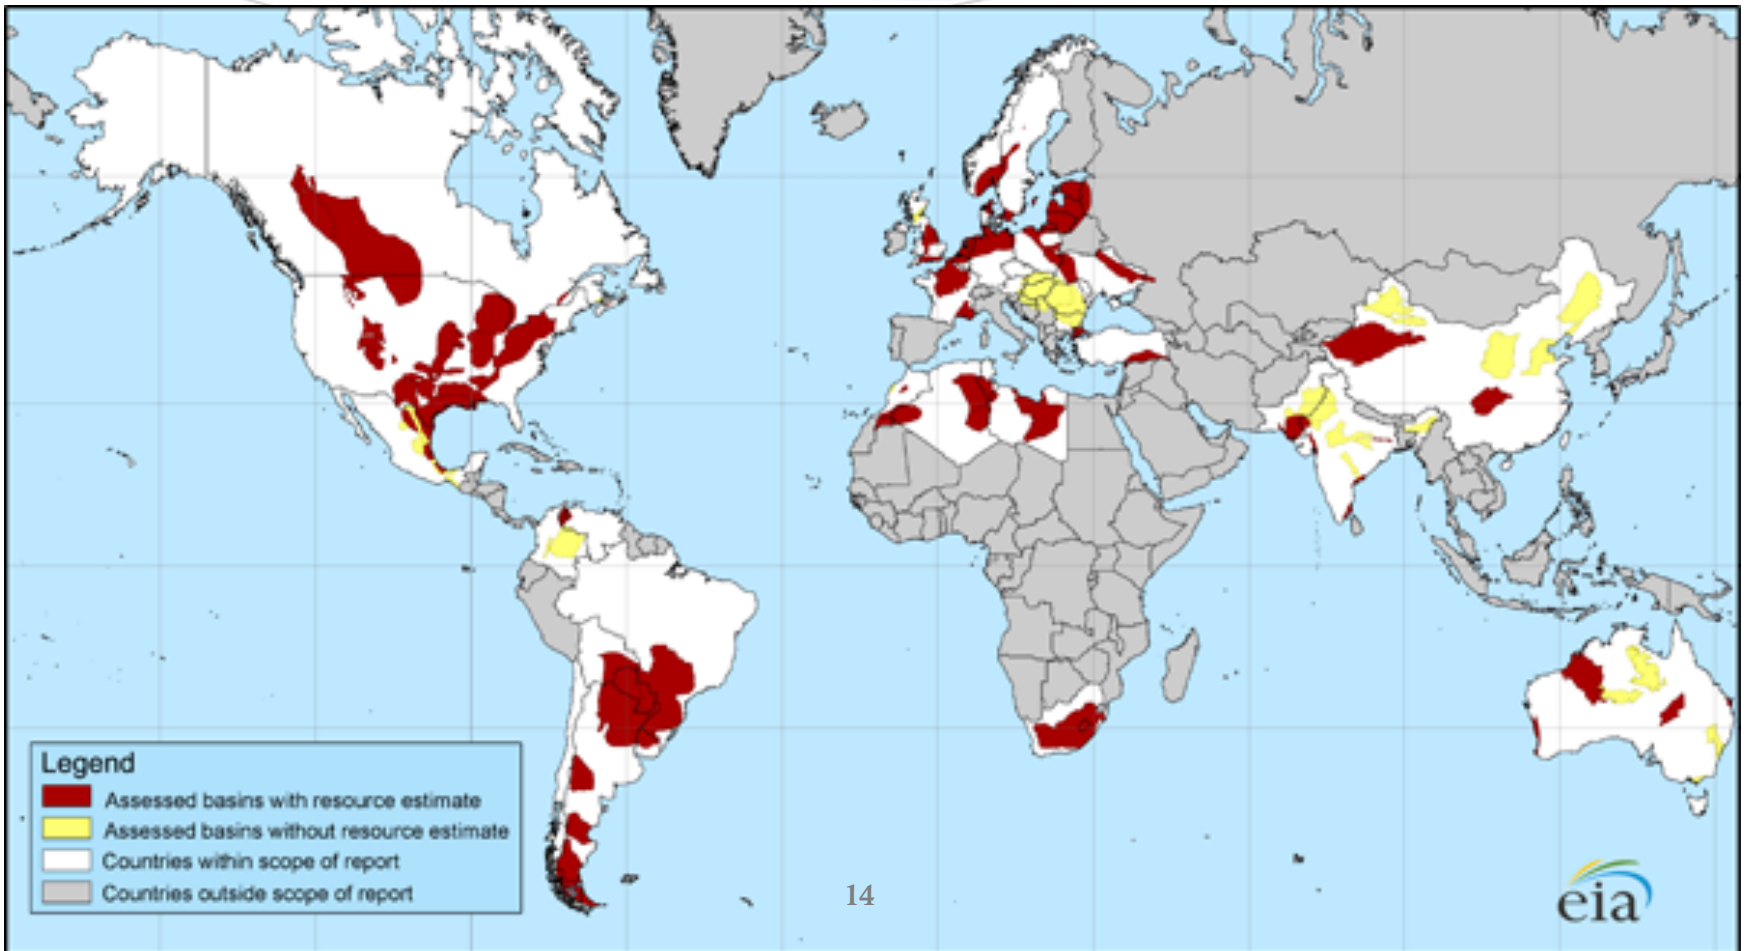 Legend
Assessed basins with resource estimate
Assessed basins without resource estimate
Countries within scope of report
Countries outside scope of report
14
eia